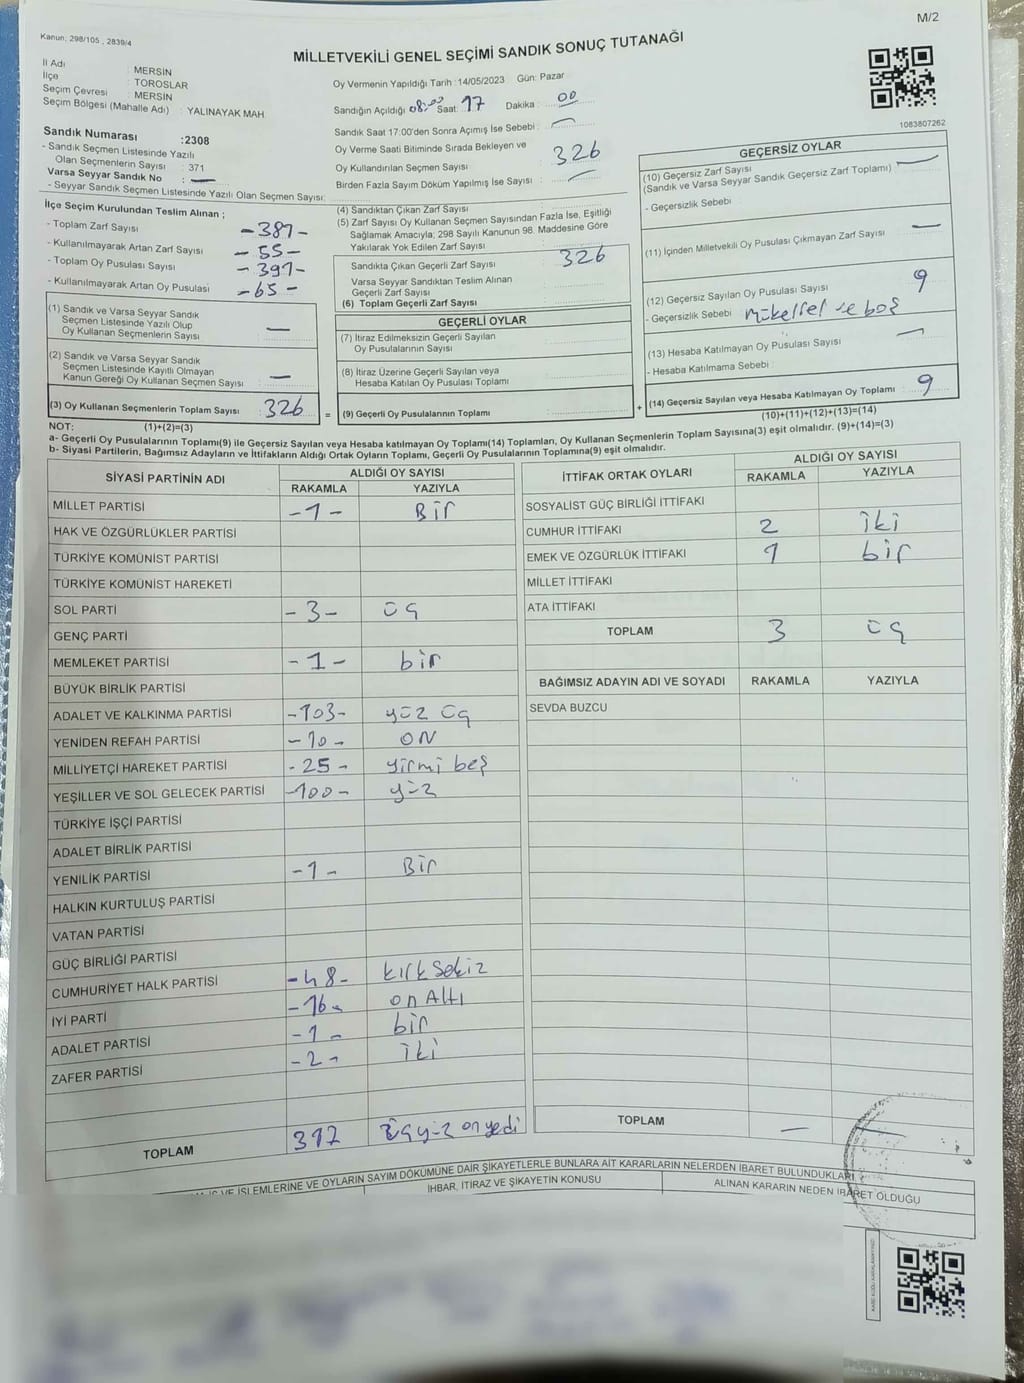 M/2
Kanun: 298/105 , 2839/4
MİLLETVEKİLİ GENEL SEÇİMİ SANDIK SONUÇ TUTANAĞI
İl Adı : MERSİN
İlçe : TOROSLAR
Seçim Çevresi : MERSİN
Seçim Bölgesi (Mahalle Adı) : YALINAYAK MAH.
Oy Vermenin Yapıldığı Tarih :14/05/2023 Gün: Pazar
Sandığın Açıldığı 08:00 Saat: 17 Dakika : 00
Sandık Saat 17:00'den Sonra Açımış İse Sebebi :
Oy Verme Saati Bitiminde Sırada Bekleyen ve
Oy Kullandırılan Seçmen Sayısı : 326
Birden Fazla Sayım Döküm Yapılmış İse Sayısı : —
1083807262
Sandık Numarası :2308
- Sandık Seçmen Listesinde Yazılı
Olan Seçmenlerin Sayısı : 371
Varsa Seyyar Sandık No : —
- Seyyar Sandık Seçmen Listesinde Yazılı Olan Seçmen Sayısı:
İlçe Seçim Kurulundan Teslim Alınan ;
- Toplam Zarf Sayısı -381-
- Kullanılmayarak Artan Zarf Sayısı - 55 -
- Toplam Oy Pusulası Sayısı - 391-
- Kullanılmayarak Artan Oy Pusulası -65 -
(1) Sandık ve Varsa Seyyar Sandık
Seçmen Listesinde Yazılı Olup
Oy Kullanan Seçmenlerin Sayısı —
(2) Sandık ve Varsa Seyyar Sandık
Seçmen Listesinde Kayıtlı Olmayan
Kanun Gereği Oy Kullanan Seçmen Sayısı —
(3) Oy Kullanan Seçmenlerin Toplam Sayısı : 326
(1)+(2)=(3)
(4) Sandıktan Çıkan Zarf Sayısı
(5) Zarf Sayısı Oy Kullanan Seçmen Sayısından Fazla İse, Eşitliği
Sağlamak Amacıyla; 298 Sayılı Kanunun 98. Maddesine Göre
Yakılarak Yok Edilen Zarf Sayısı
Sandıkta Çıkan Geçerli Zarf Sayısı : 326
Varsa Seyyar Sandıktan Teslim Alınan
Geçerli Zarf Sayısı
(6) Toplam Geçerli Zarf Sayısı
GEÇERLİ OYLAR
(7) İtiraz Edilmeksizin Geçerli Sayılan
Oy Pusulalarının Sayısı
(8) İtiraz Üzerine Geçerli Sayılan veya
Hesaba Katılan Oy Pusulası Toplamı
= (9) Geçerli Oy Pusulalarının Toplamı
GEÇERSİZ OYLAR
(10) Geçersiz Zarf Sayısı
(Sandık ve Varsa Seyyar Sandık Geçersiz Zarf Toplamı) : —
- Geçersizlik Sebebi
(11) İçinden Milletvekili Oy Pusulası Çıkmayan Zarf Sayısı : —
(12) Geçersiz Sayılan Oy Pusulası Sayısı : 9
- Geçersizlik Sebebi : mükellel ve boş
(13) Hesaba Katılmayan Oy Pusulası Sayısı : —
- Hesaba Katılmama Sebebi :
+ (14) Geçersiz Sayılan veya Hesaba Katılmayan Oy Toplamı : 9
(10)+(11)+(12)+(13)=(14)
NOT:
a- Geçerli Oy Pusulalarının Toplamı(9) ile Geçersiz Sayılan veya Hesaba katılmayan Oy Toplamı(14) Toplamları, Oy Kullanan Seçmenlerin Toplam Sayısına(3) eşit olmalıdır. (9)+(14)=(3)
b- Siyasi Partilerin, Bağımsız Adayların ve İttifakların Aldığı Ortak Oyların Toplamı, Geçerli Oy Pusulalarının Toplamına(9) eşit olmalıdır.
SİYASİ PARTİNİN ADI ALDIĞI OY SAYISI
RAKAMLA YAZIYLA
MİLLET PARTİSİ -1- Bir
HAK VE ÖZGÜRLÜKLER PARTİSİ
TÜRKİYE KOMÜNİST PARTİSİ
TÜRKİYE KOMÜNİST HAREKETİ
SOL PARTİ -3- üç
GENÇ PARTİ
MEMLEKET PARTİSİ -1- bir
BÜYÜK BİRLİK PARTİSİ
ADALET VE KALKINMA PARTİSİ -103- yüz üç
YENİDEN REFAH PARTİSİ -10- ON
MİLLİYETÇİ HAREKET PARTİSİ -25- yirmi beş
YEŞİLLER VE SOL GELECEK PARTİSİ -100- yüz
TÜRKİYE İŞÇİ PARTİSİ
ADALET BİRLİK PARTİSİ
YENİLİK PARTİSİ -1- Bir
HALKIN KURTULUŞ PARTİSİ
VATAN PARTİSİ
GÜÇ BİRLİĞİ PARTİSİ
CUMHURİYET HALK PARTİSİ -48- kırk Sekiz
İYİ PARTİ -16- on Altı
ADALET PARTİSİ -1- bir
ZAFER PARTİSİ -2- iki
TOPLAM 317 Üçyüz onyedi
İTTİFAK ORTAK OYLARI ALDIĞI OY SAYISI
RAKAMLA YAZIYLA
SOSYALİST GÜÇ BİRLİĞİ İTTİFAKI
CUMHUR İTTİFAKI 2 iki
EMEK VE ÖZGÜRLÜK İTTİFAKI 1 bir
MİLLET İTTİFAKI
ATA İTTİFAKI
TOPLAM 3 üç
BAĞIMSIZ ADAYIN ADI VE SOYADI RAKAMLA YAZIYLA
SEVDA BUZCU
TOPLAM — —
İŞ VE İŞLEMLERİNE VE OYLARIN SAYIM DÖKÜMÜNE DAİR ŞİKAYETLERLE BUNLARA AİT KARARLARIN NELERDEN İBARET BULUNDUKLARI
İHBAR, İTİRAZ VE ŞİKAYETİN KONUSU ALINAN KARARIN NEDEN İBARET OLDUĞU